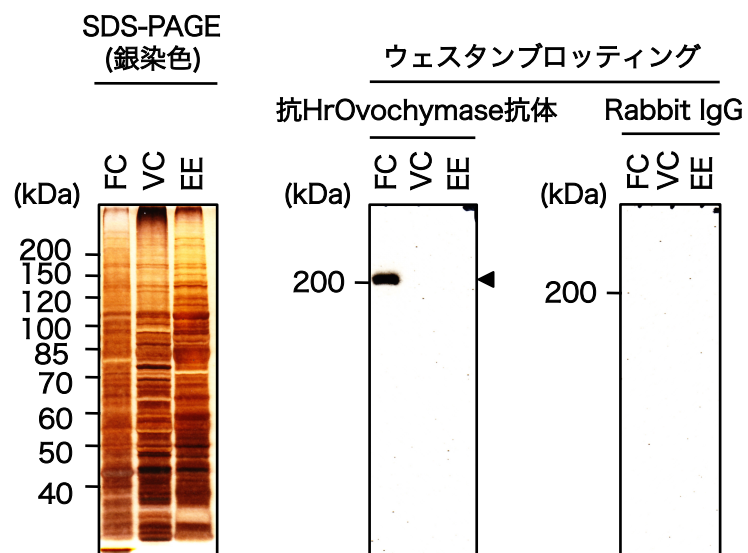 SDS-PAGE
(銀染色)
FC VC EE
(kDa)
200
150
120
100
85
70
60
50
40
ウェスタンブロッティング
抗HrOvochymase抗体
FC VC EE
(kDa)
200
Rabbit IgG
FC VC EE
(kDa)
200